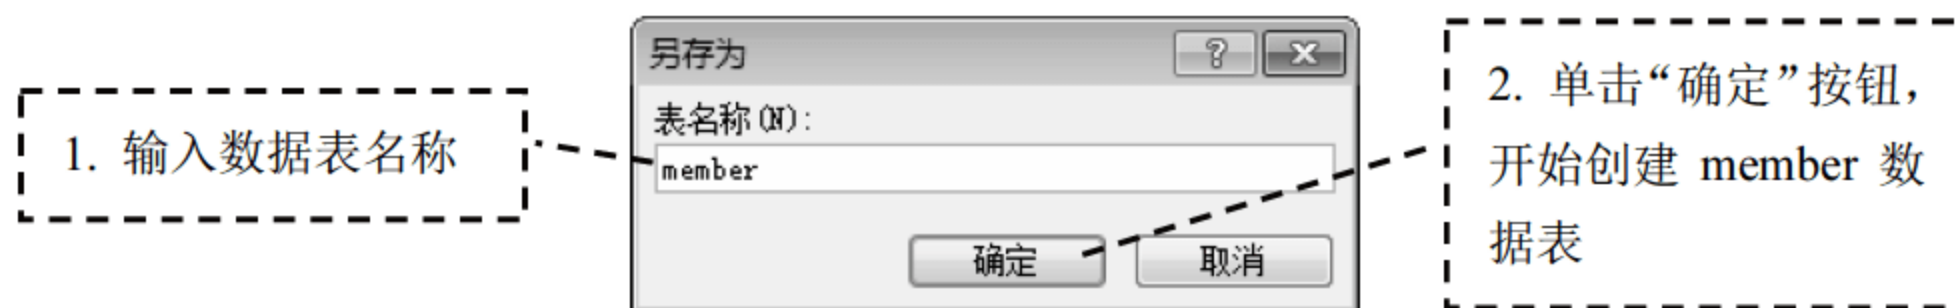 1. 输入数据表名称
另存为
表名称(N):
member
确定
取消
2. 单击“确定”按钮，
开始创建 member 数
据表